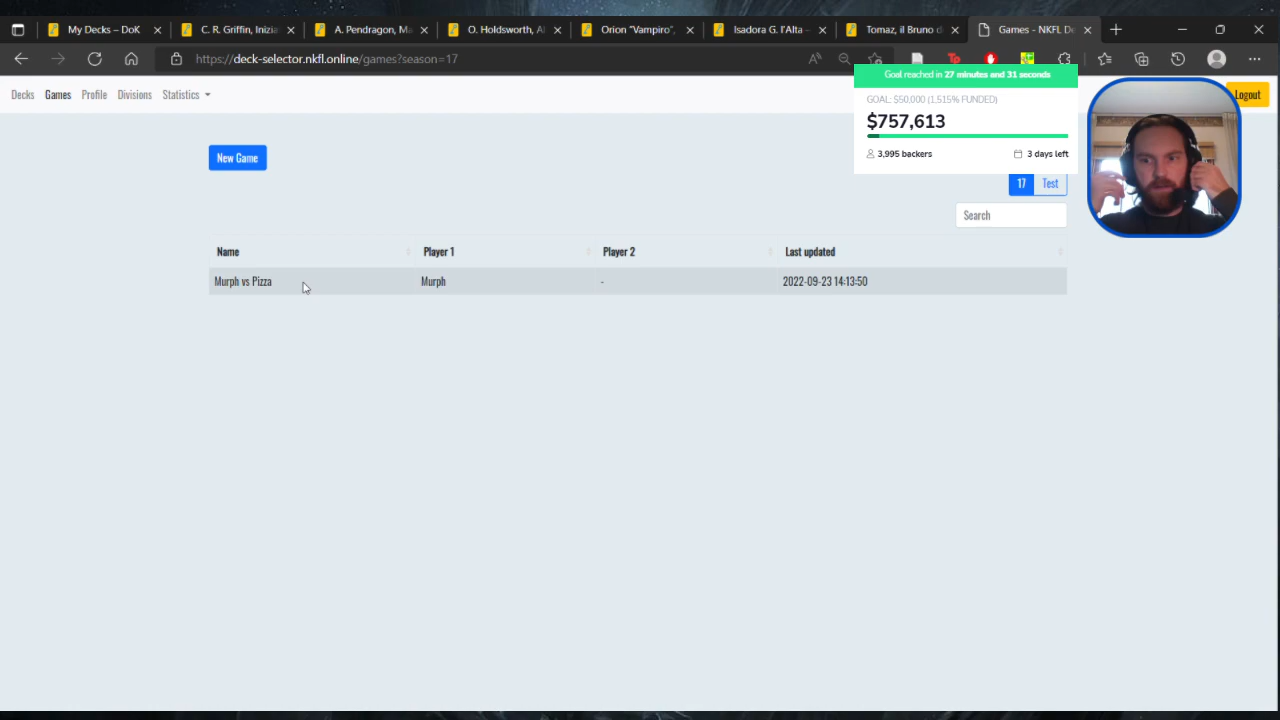 My Decks – DoK
C. R. Griffin, Inizia
A. Pendragon, Ma
O. Holdsworth, Al
Orion "Vampiro",
Isadora G. l'Alta -
Tomaz, il Bruno d
Games - NKFL De
https://deck-selector.nkfl.online/games?season=17
Goal reached in 27 minutes and 31 seconds
GOAL: $50,000 (1,515% FUNDED)
$757,613
3,995 backers
3 days left
Decks
Games
Profile
Divisions
Statistics
Logout
New Game
17
Test
Search
Name
Player 1
Player 2
Last updated
Murph vs Pizza
Murph
-
2022-09-23 14:13:50